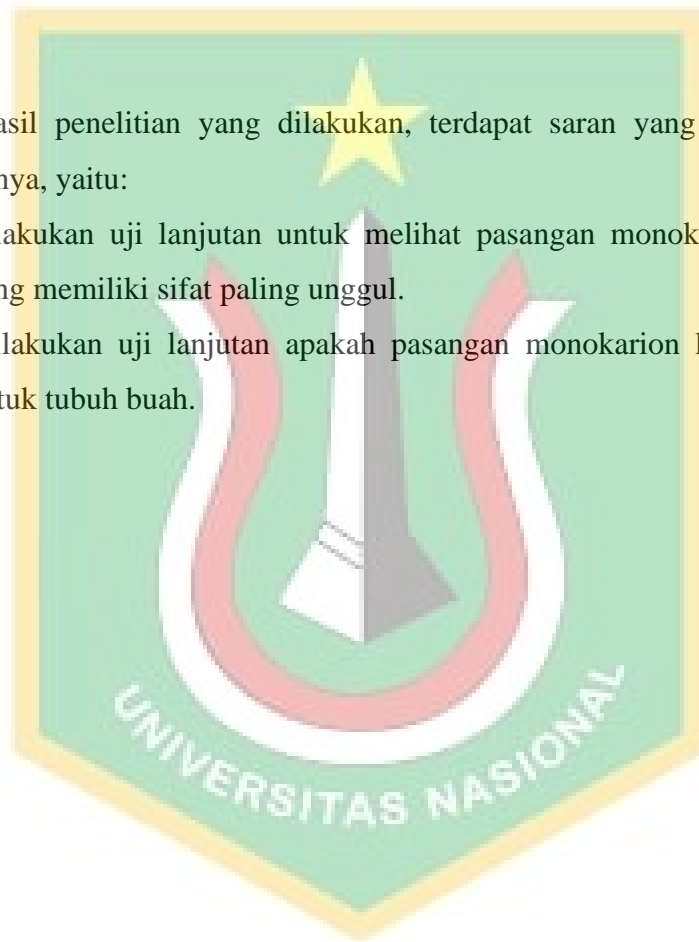 asil penelitian yang dilakukan, terdapat saran yang
nya, yaitu:
lakukan uji lanjutan untuk melihat pasangan monok
ng memiliki sifat paling unggul.
ilakukan uji lanjutan apakah pasangan monokarion
tuk tubuh buah.
UNIVERSITAS NASIONAL